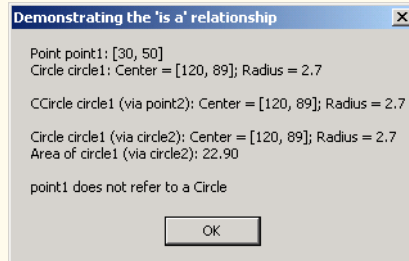 Demonstrating the 'is a' relationship
Point point1: [30, 50]
Circle circle1: Center = [120, 89]; Radius = 2.7
CCircle circle1 (via point2): Center = [120, 89]; Radius = 2.7
Circle circle1 (via circle2): Center = [120, 89]; Radius = 2.7
Area of circle1 (via circle2): 22.90
point1 does not refer to a Circle
OK